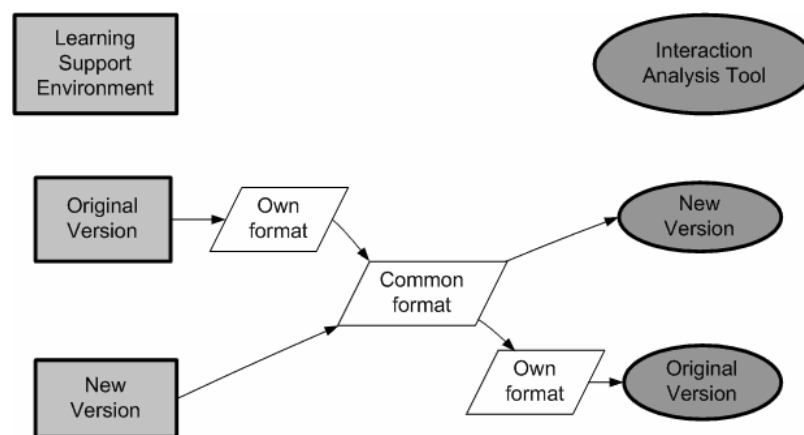 Learning
Support
Environment
Interaction
Analysis Tool
Original
Version
Own
format
New
Version
Common
format
New
Version
Own
format
Original
Version